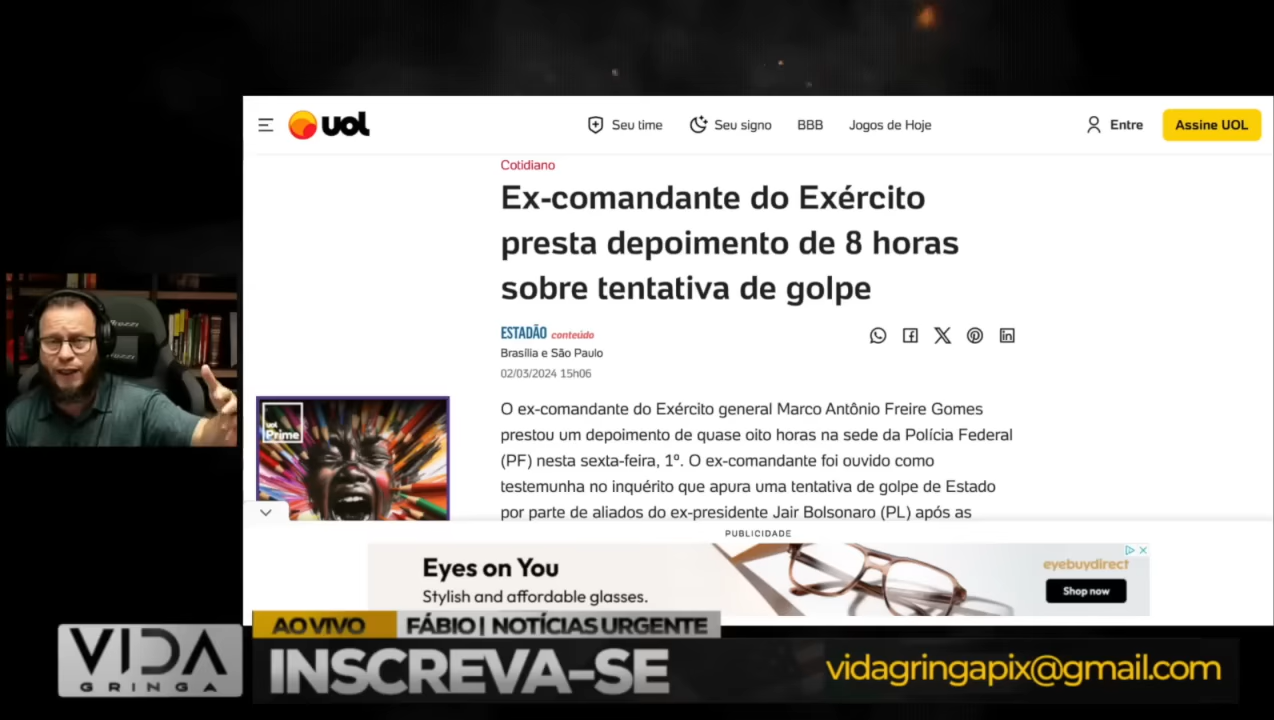 uol
Seu time
Seu signo
BBB
Jogos de Hoje
Entre
Assine UOL
Cotidiano
Ex-comandante do Exército
presta depoimento de 8 horas
sobre tentativa de golpe
ESTADÃO conteúdo
Brasília e São Paulo
02/03/2024 15h06
uol
Prime
O ex-comandante do Exército general Marco Antônio Freire Gomes
prestou um depoimento de quase oito horas na sede da Polícia Federal
(PF) nesta sexta-feira, 1º. O ex-comandante foi ouvido como
testemunha no inquérito que apura uma tentativa de golpe de Estado
por parte de aliados do ex-presidente Jair Bolsonaro (PL) após as
PUBLICIDADE
Eyes on You
Stylish and affordable glasses.
eyebuydirect
Shop now
AO VIVO
FÁBIO | NOTÍCIAS URGENTE
VIDA
GRINGA
INSCREVA-SE
vidagringapix@gmail.com